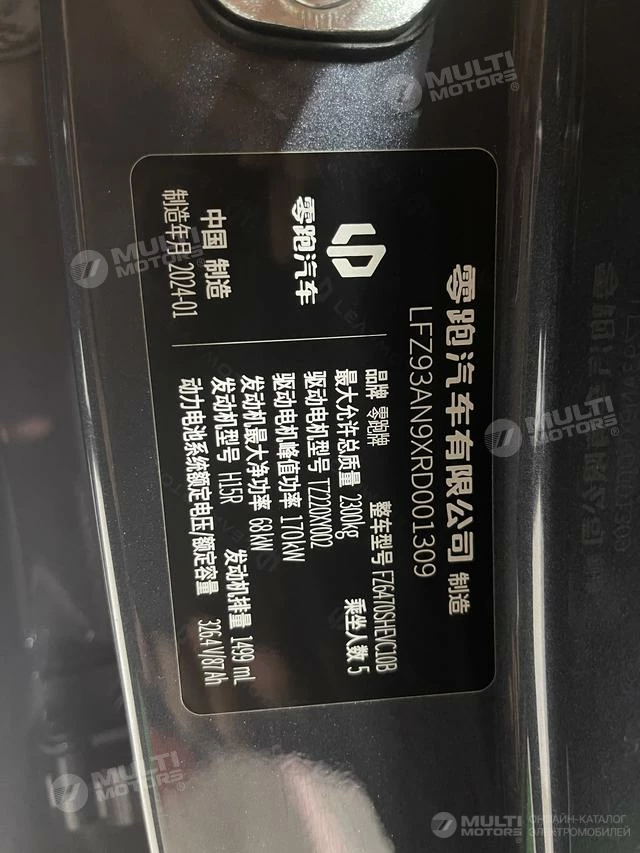 零跑汽车有限公司 制造
LFZ93AN9XRD001309
零跑汽车
中国 制造
制造年月 2024-01
品牌 零跑牌 整车型号 FZ6470SHEVC10B
最大允许总质量 2300kg 乘坐人数 5
驱动电机型号 TZ220XY002
驱动电机峰值功率 170kW
发动机最大净功率 68kW
发动机型号 H15R 发动机排量 1499 mL
动力电池系统额定电压/额定容量 326.4V/87Ah
MULTI MOTORS
MULTI MOTORS
MULTI MOTORS
MULTI MOTORS
MULTI MOTORS
MULTI MOTORS
ОНЛАЙН-КАТАЛОГ
ЭЛЕКТРОМОБИЛЕЙ